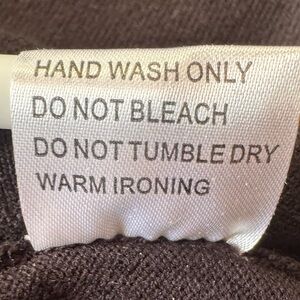 HAND WASH ONLY
DO NOT BLEACH
DO NOT TUMBLE DRY
WARM IRONING